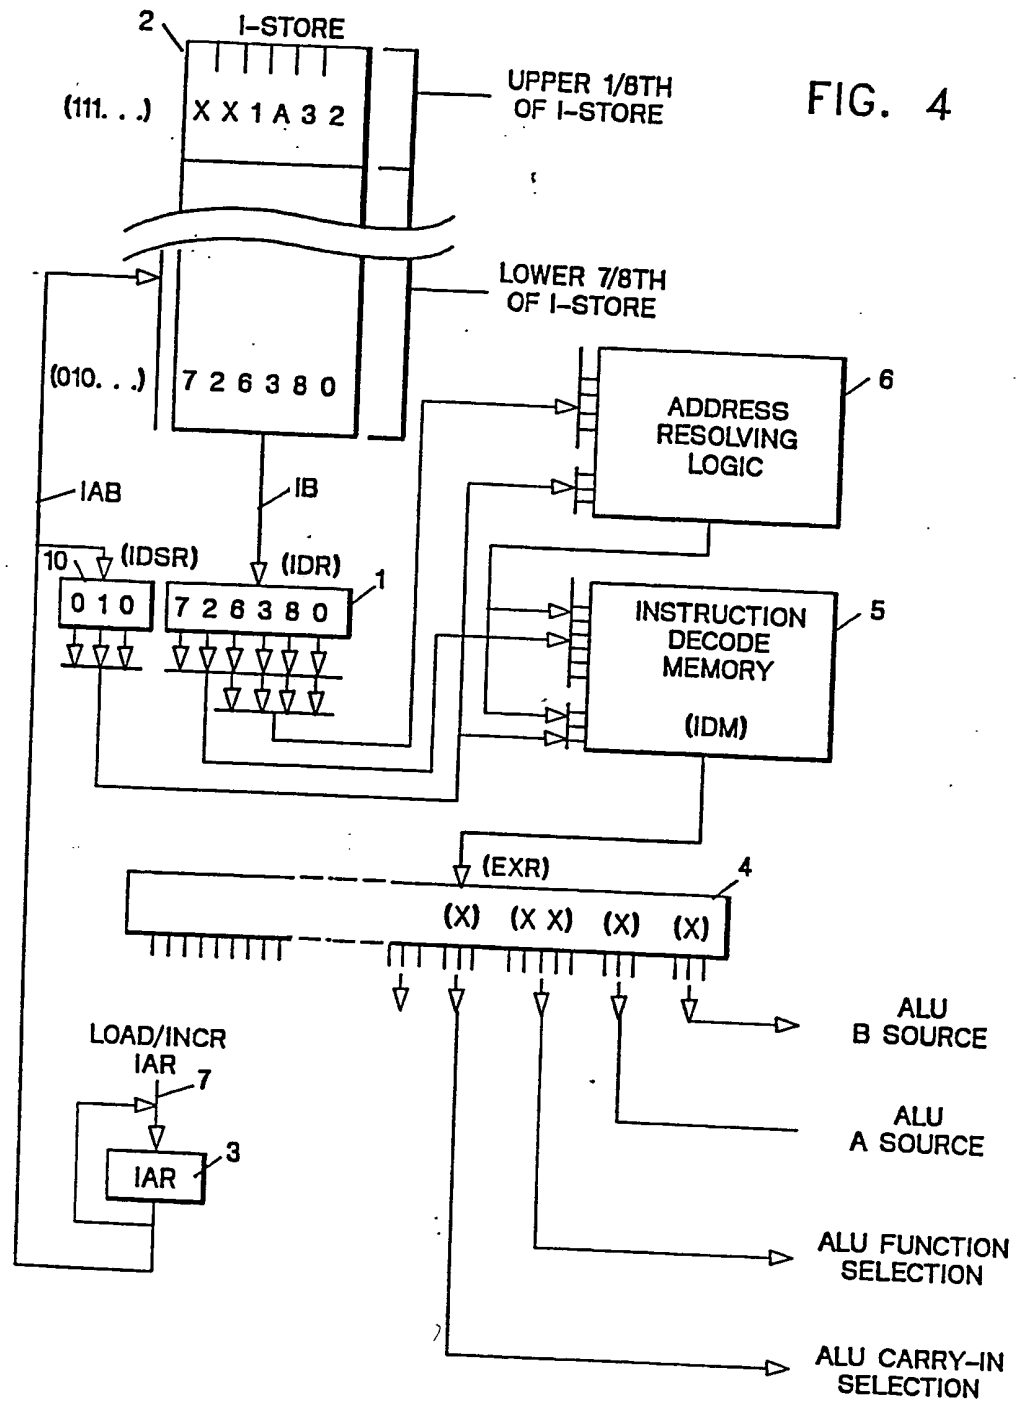 2
I-STORE
(111. . .)
X X 1 A 3 2
UPPER 1/8TH
OF I-STORE
FIG. 4
LOWER 7/8TH
OF I-STORE
(010. . .)
7 2 6 3 8 0
ADDRESS
RESOLVING
LOGIC
6
IAB
IB
10
(IDSR)
(IDR)
1
0 1 0
7 2 6 3 8 0
INSTRUCTION
DECODE
MEMORY
(IDM)
5
(EXR)
4
(X) (X X) (X) (X)
ALU
B SOURCE
LOAD/INCR
IAR
7
ALU
A SOURCE
IAR
3
ALU FUNCTION
SELECTION
ALU CARRY-IN
SELECTION